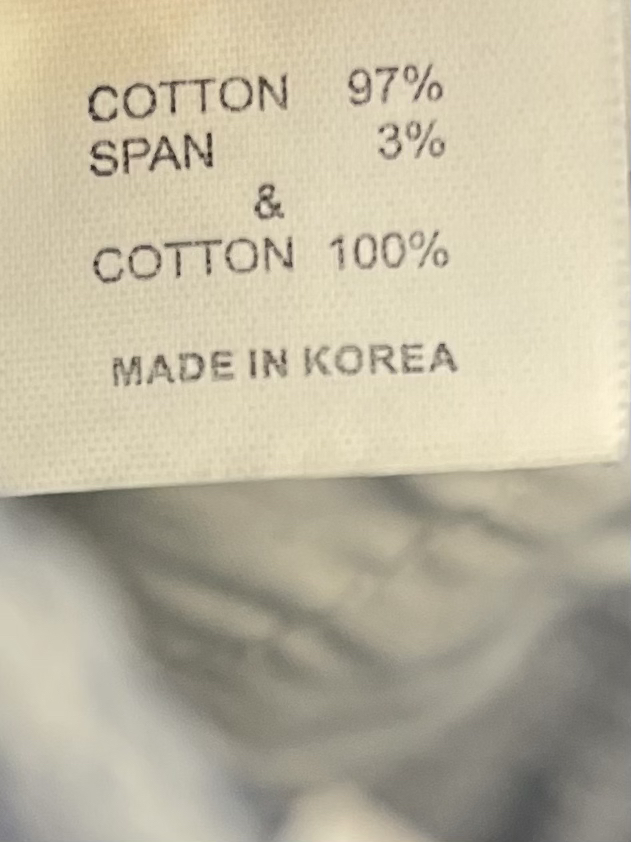 COTTON 97%
SPAN 3%
&
COTTON 100%
MADE IN KOREA